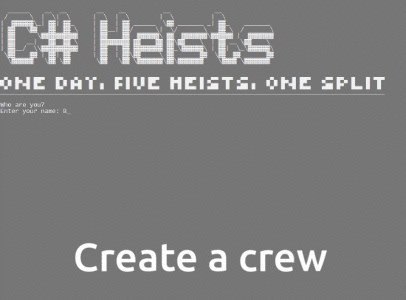 C# Heists
ONE DAY. FIVE HEISTS. ONE SPLIT
Who are you?
Enter your name: B_
Create a crew